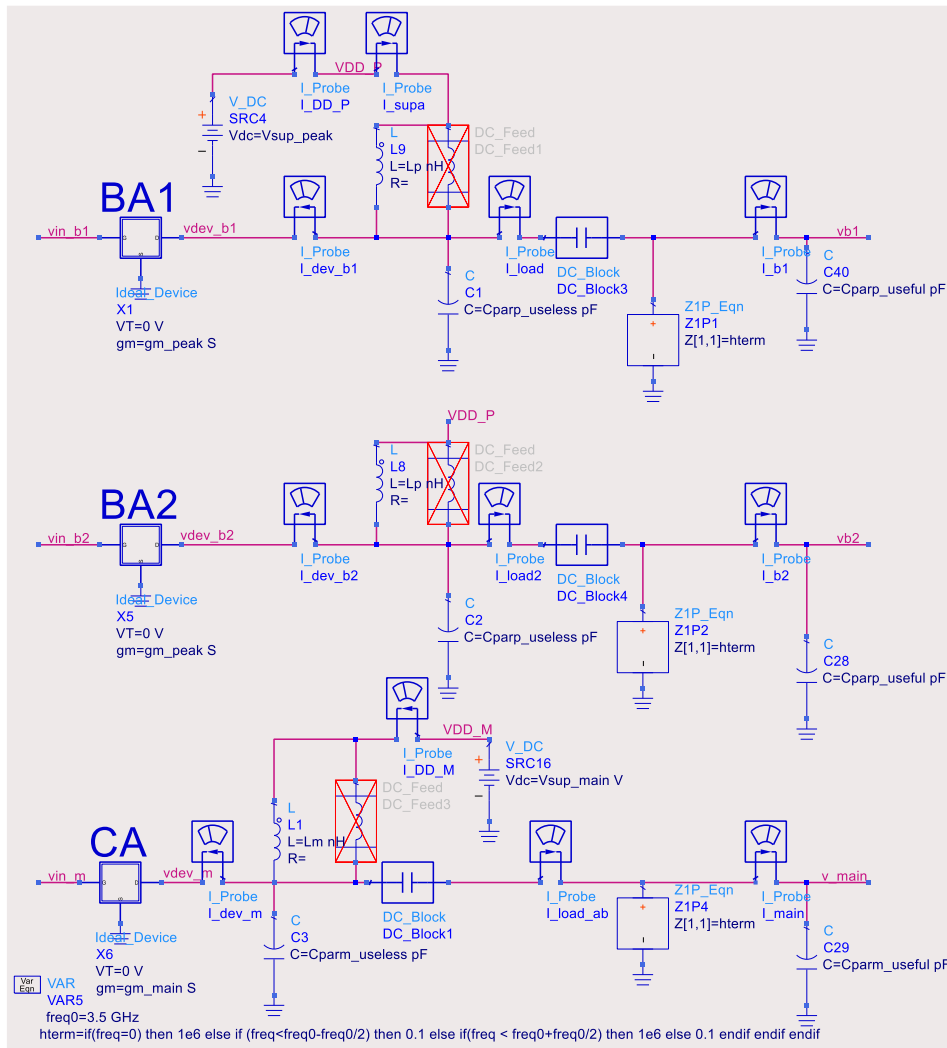 VDD_P
I_Probe
I_DD_P
I_Probe
I_supa
V_DC
SRC4
Vdc=Vsup_peak
L
L9
L=Lp nH
R=
DC_Feed
DC_Feed1
BA1
vin_b1
vdev_b1
I_Probe
I_dev_b1
I_Probe
I_load
DC_Block
DC_Block3
I_Probe
I_b1
vb1
C
C40
C=Cparp_useful pF
C
C1
C=Cparp_useless pF
Ideal_Device
X1
VT=0 V
gm=gm_peak S
Z1P_Eqn
Z1P1
Z[1,1]=hterm
VDD_P
L
L8
L=Lp nH
R=
DC_Feed
DC_Feed2
BA2
vin_b2
vdev_b2
I_Probe
I_dev_b2
I_Probe
I_load2
DC_Block
DC_Block4
I_Probe
I_b2
vb2
Ideal_Device
X5
VT=0 V
gm=gm_peak S
C
C2
C=Cparp_useless pF
Z1P_Eqn
Z1P2
Z[1,1]=hterm
C
C28
C=Cparp_useful pF
VDD_M
I_Probe
I_DD_M
V_DC
SRC16
Vdc=Vsup_main V
DC_Feed
DC_Feed3
L
L1
L=Lm nH
R=
CA
vin_m
vdev_m
I_Probe
I_dev_m
DC_Block
DC_Block1
I_Probe
I_load_ab
Z1P_Eqn
Z1P4
Z[1,1]=hterm
I_Probe
I_main
v_main
C
C3
C=Cparm_useless pF
C
C29
C=Cparm_useful pF
Ideal_Device
X6
VT=0 V
gm=gm_main S
Var
Eqn
VAR
VAR5
freq0=3.5 GHz
hterm=if(freq=0) then 1e6 else if (freq<freq0-freq0/2) then 0.1 else if(freq < freq0+freq0/2) then 1e6 else 0.1 endif endif endif